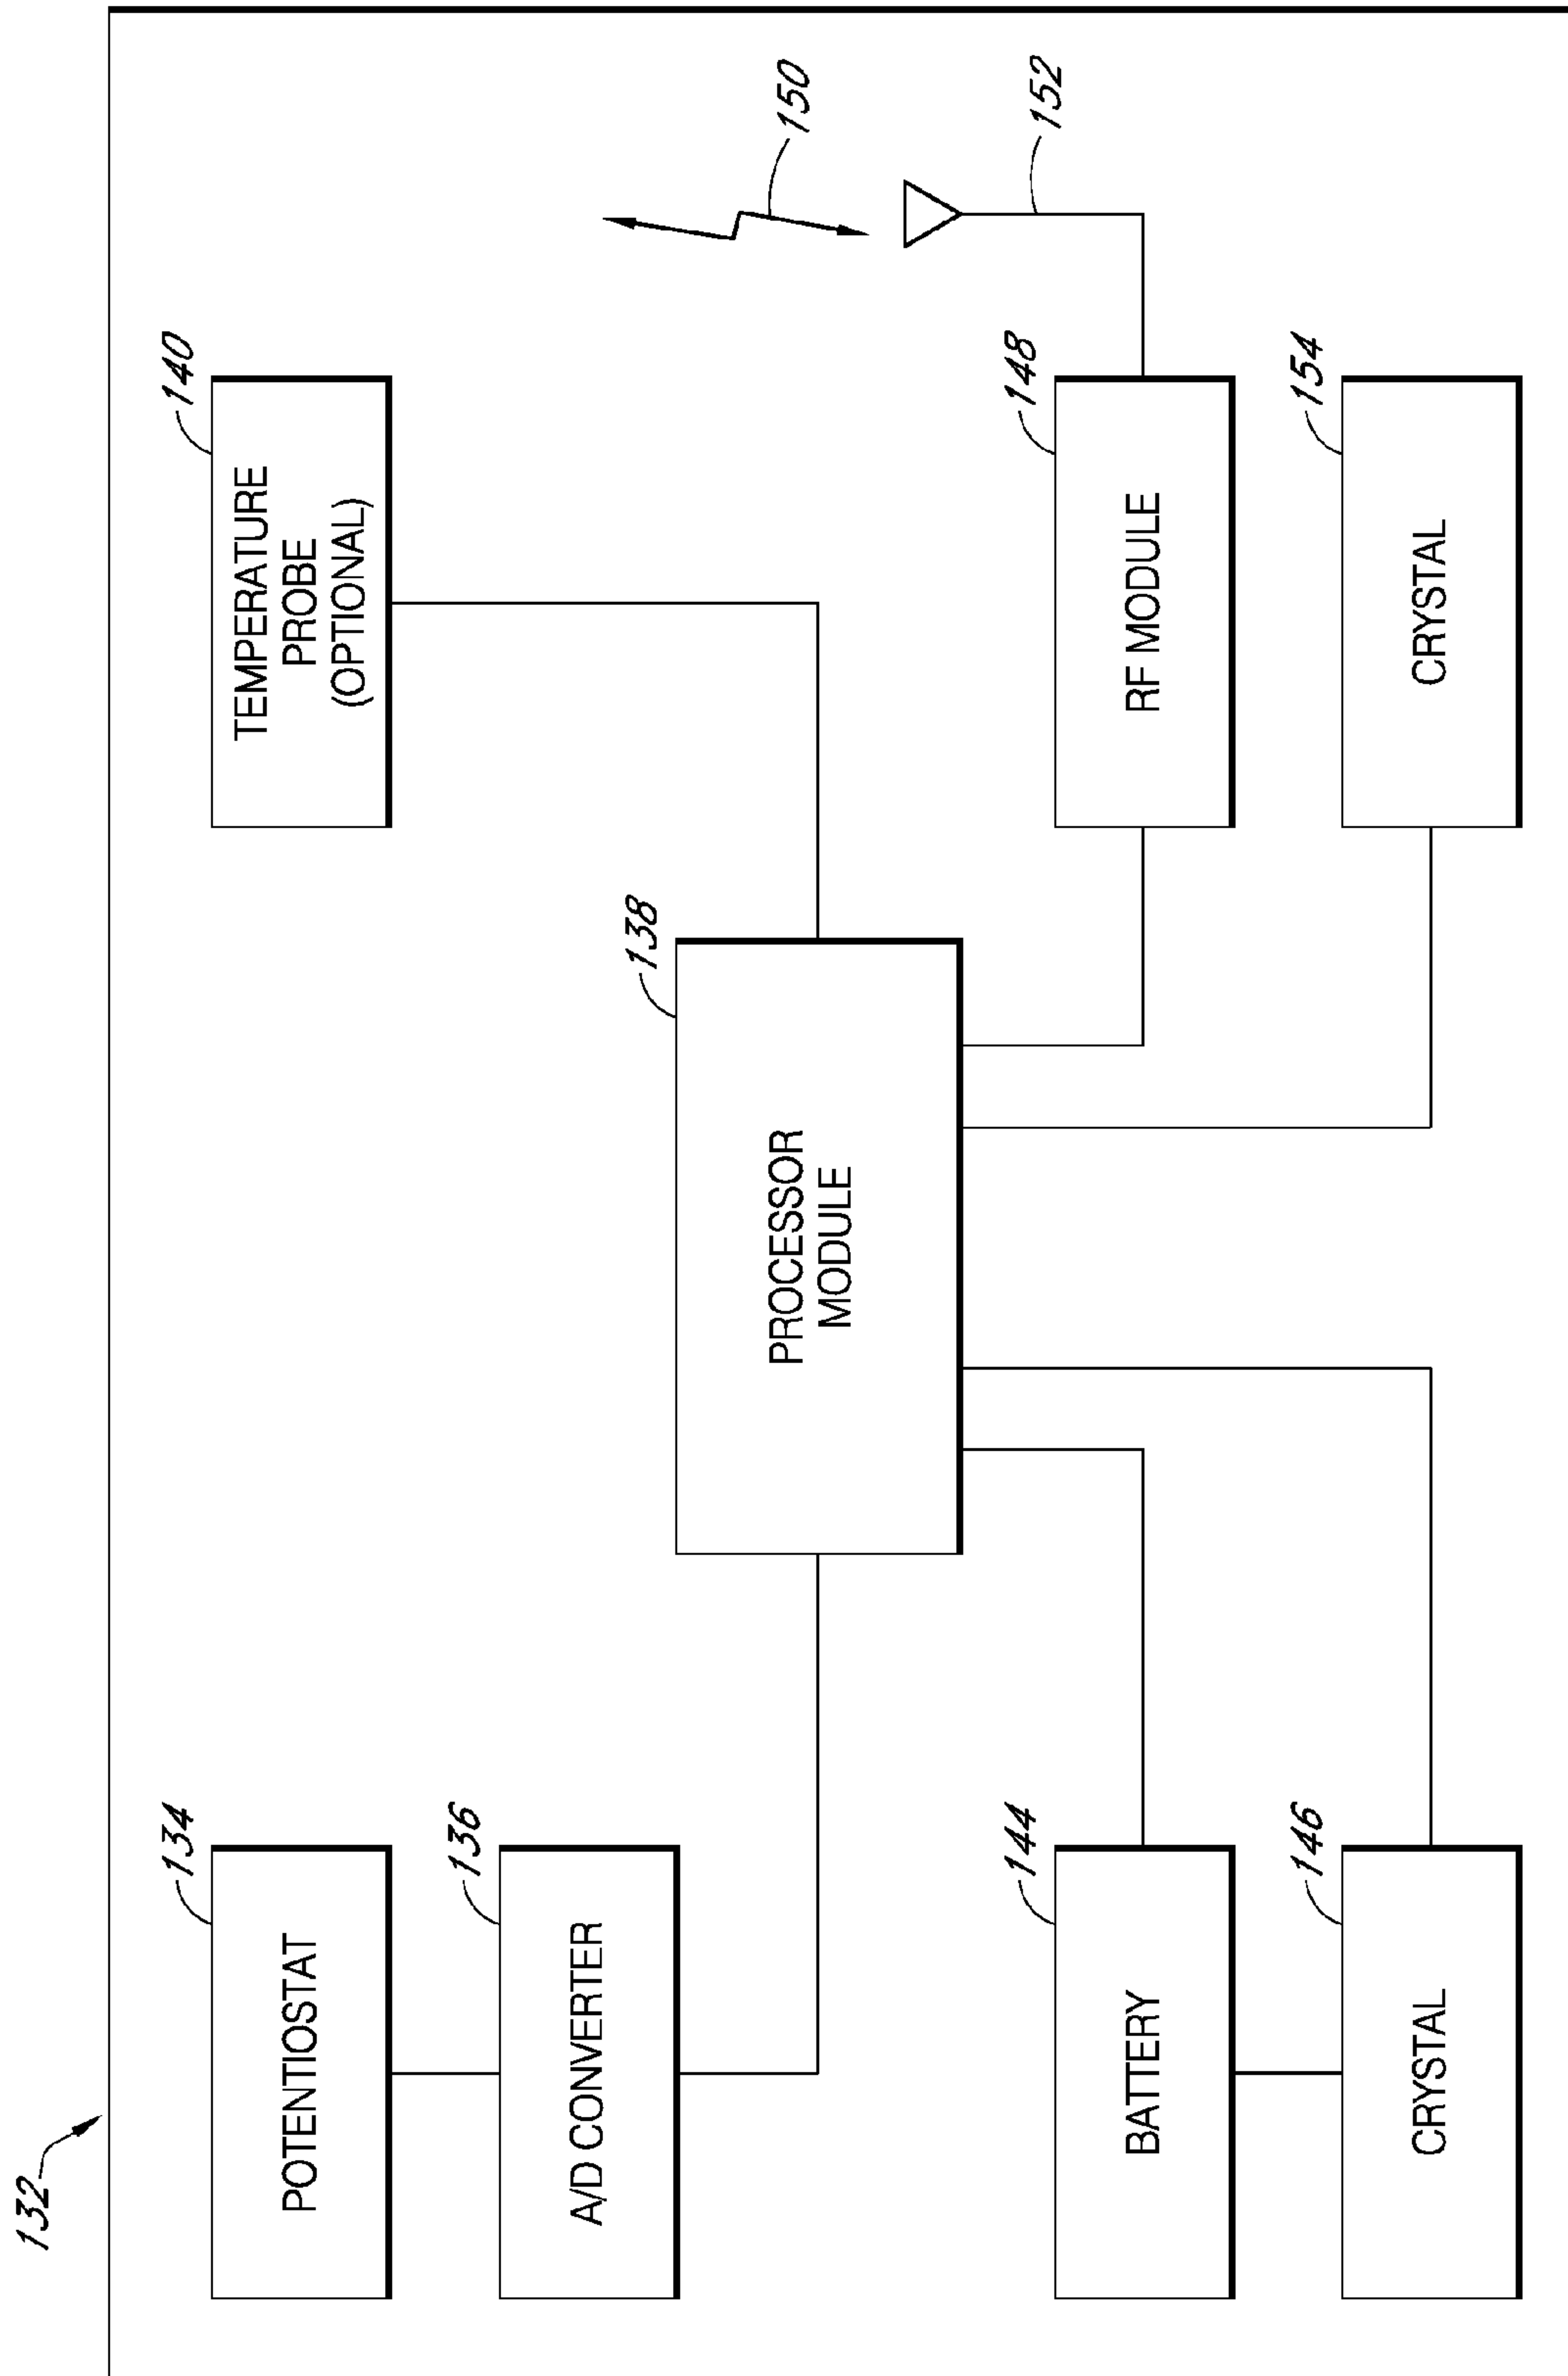 132
134
POTENTIOSTAT
136
A/D CONVERTER
138
PROCESSOR
MODULE
140
TEMPERATURE
PROBE
(OPTIONAL)
150
152
144
BATTERY
146
CRYSTAL
148
RF MODULE
154
CRYSTAL